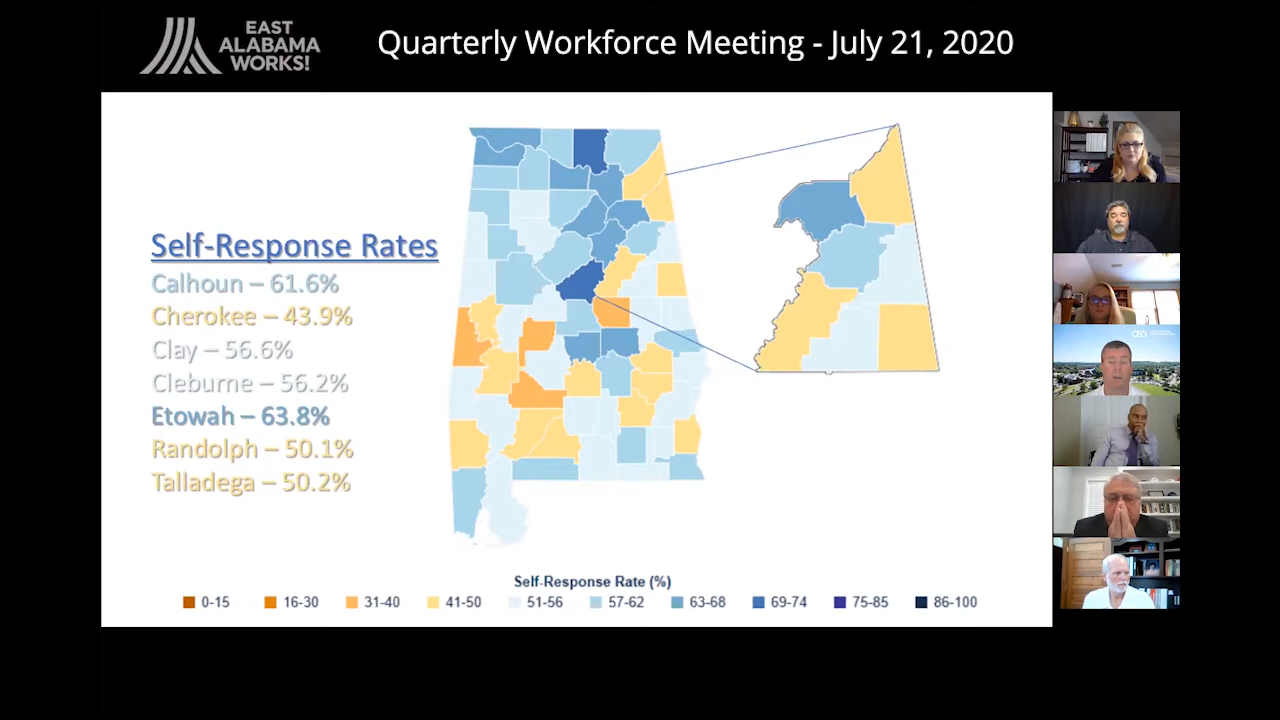 EAST
ALABAMA
WORKS!
Quarterly Workforce Meeting - July 21, 2020
Self-Response Rates
Calhoun – 61.6%
Cherokee – 43.9%
Clay – 56.6%
Cleburne – 56.2%
Etowah – 63.8%
Randolph – 50.1%
Talladega – 50.2%
Self-Response Rate (%)
0-15 16-30 31-40 41-50 51-56 57-62 63-68 69-74 75-85 86-100
CEO